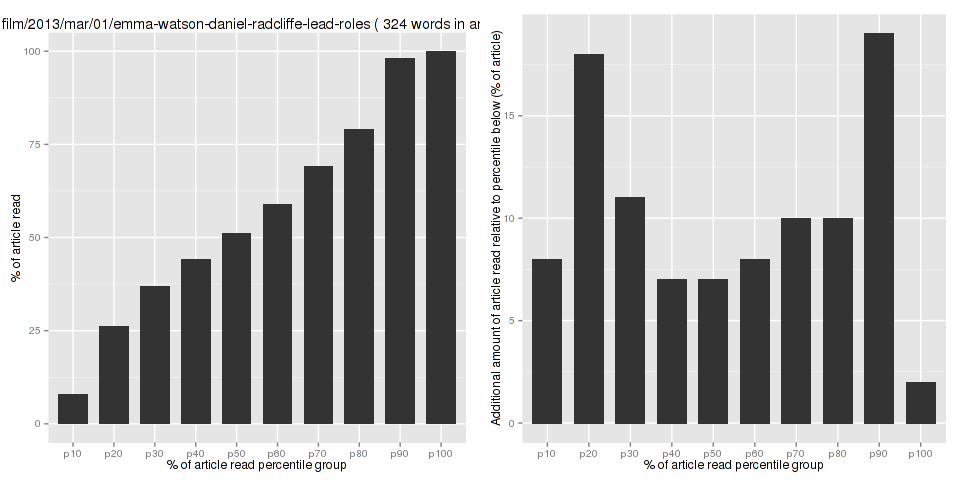 film/2013/mar/01/emma-watson-daniel-radcliffe-lead-roles ( 324 words in ar
% of article read
100
75
50
25
0
p10 p20 p30 p40 p50 p60 p70 p80 p90 p100
% of article read percentile group
Additional amount of article read relative to percentile below (% of article)
15
10
5
0
p10 p20 p30 p40 p50 p60 p70 p80 p90 p100
% of article read percentile group